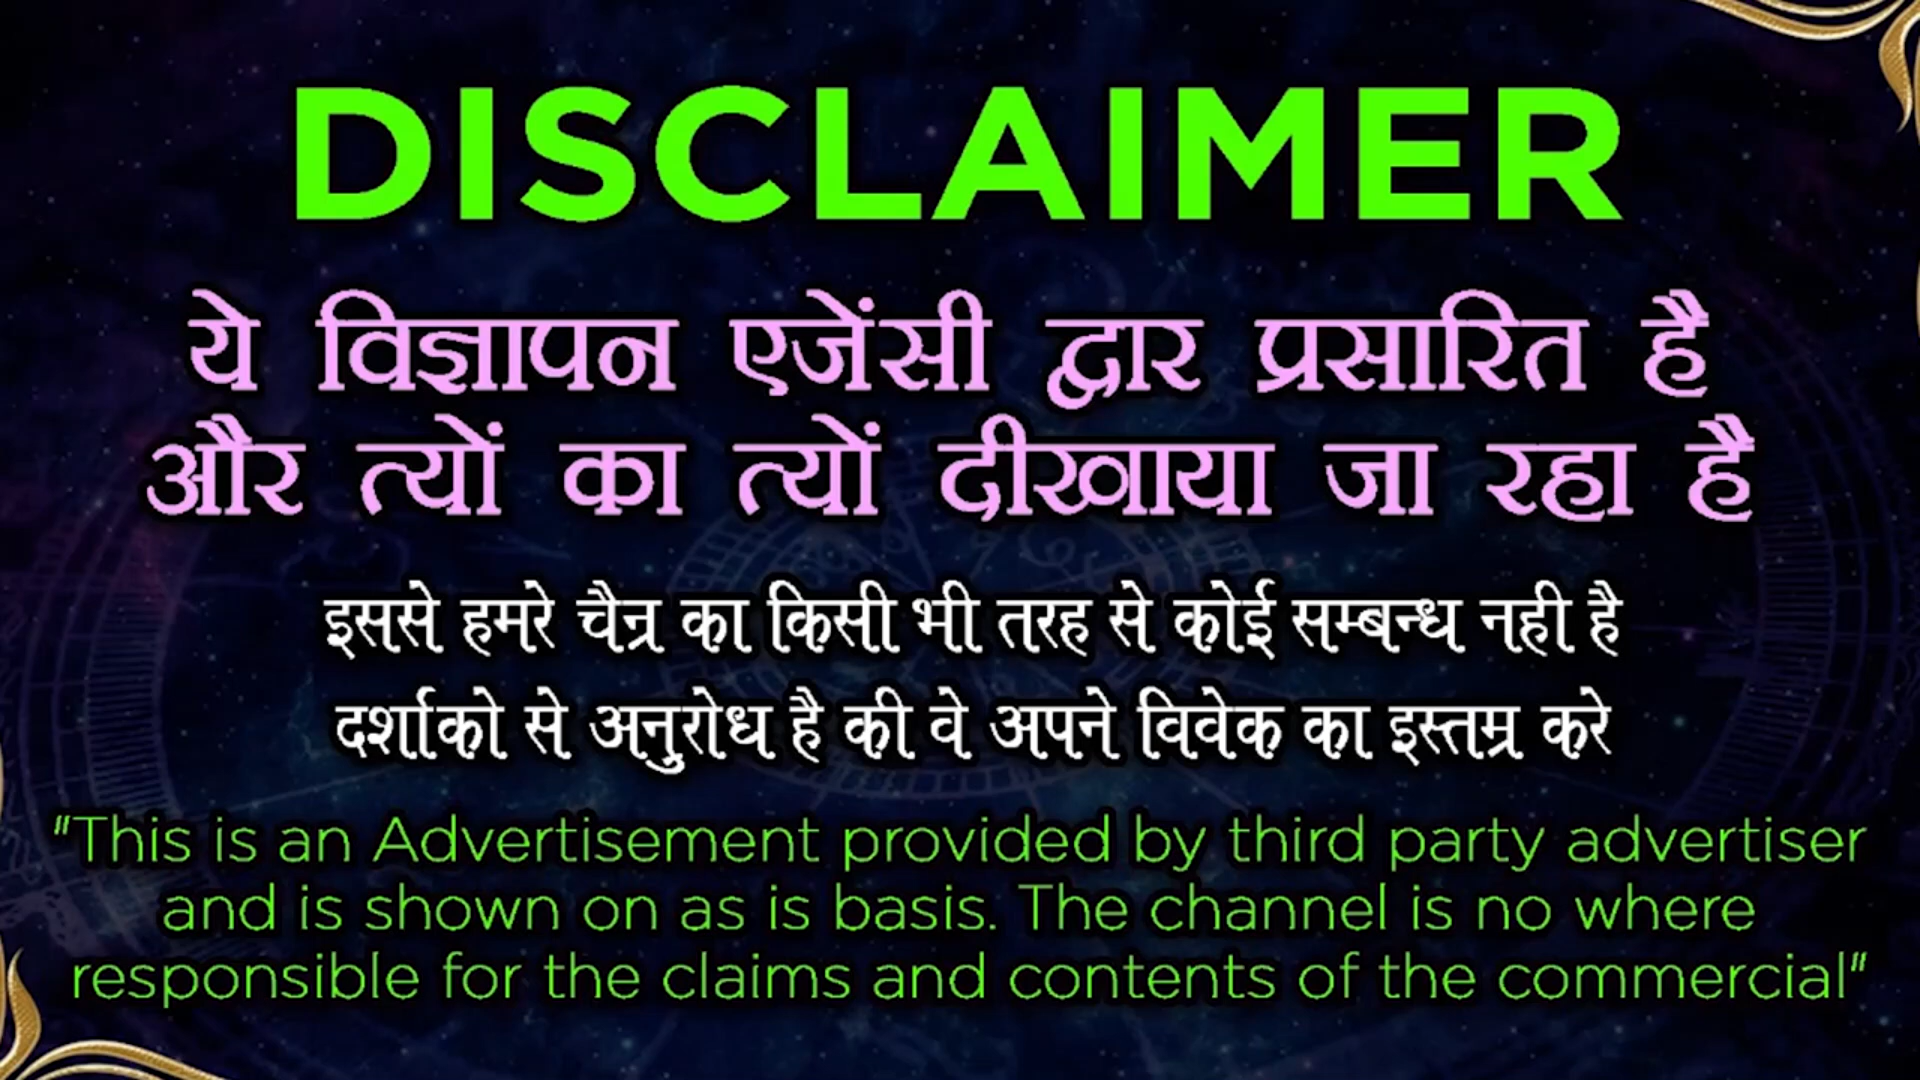 DISCLAIMER
ये विज्ञापन एजेंसी द्वार प्रसारित है
और त्यों का त्यों दीखाया जा रहा है
इससे हमरे चैन्र का किसी भी तरह से कोई सम्बन्ध नही है
दर्शाको से अनुरोध है की वे अपने विवेक का इस्तम्र करे
"This is an Advertisement provided by third party advertiser
and is shown on as is basis. The channel is no where
responsible for the claims and contents of the commercial"